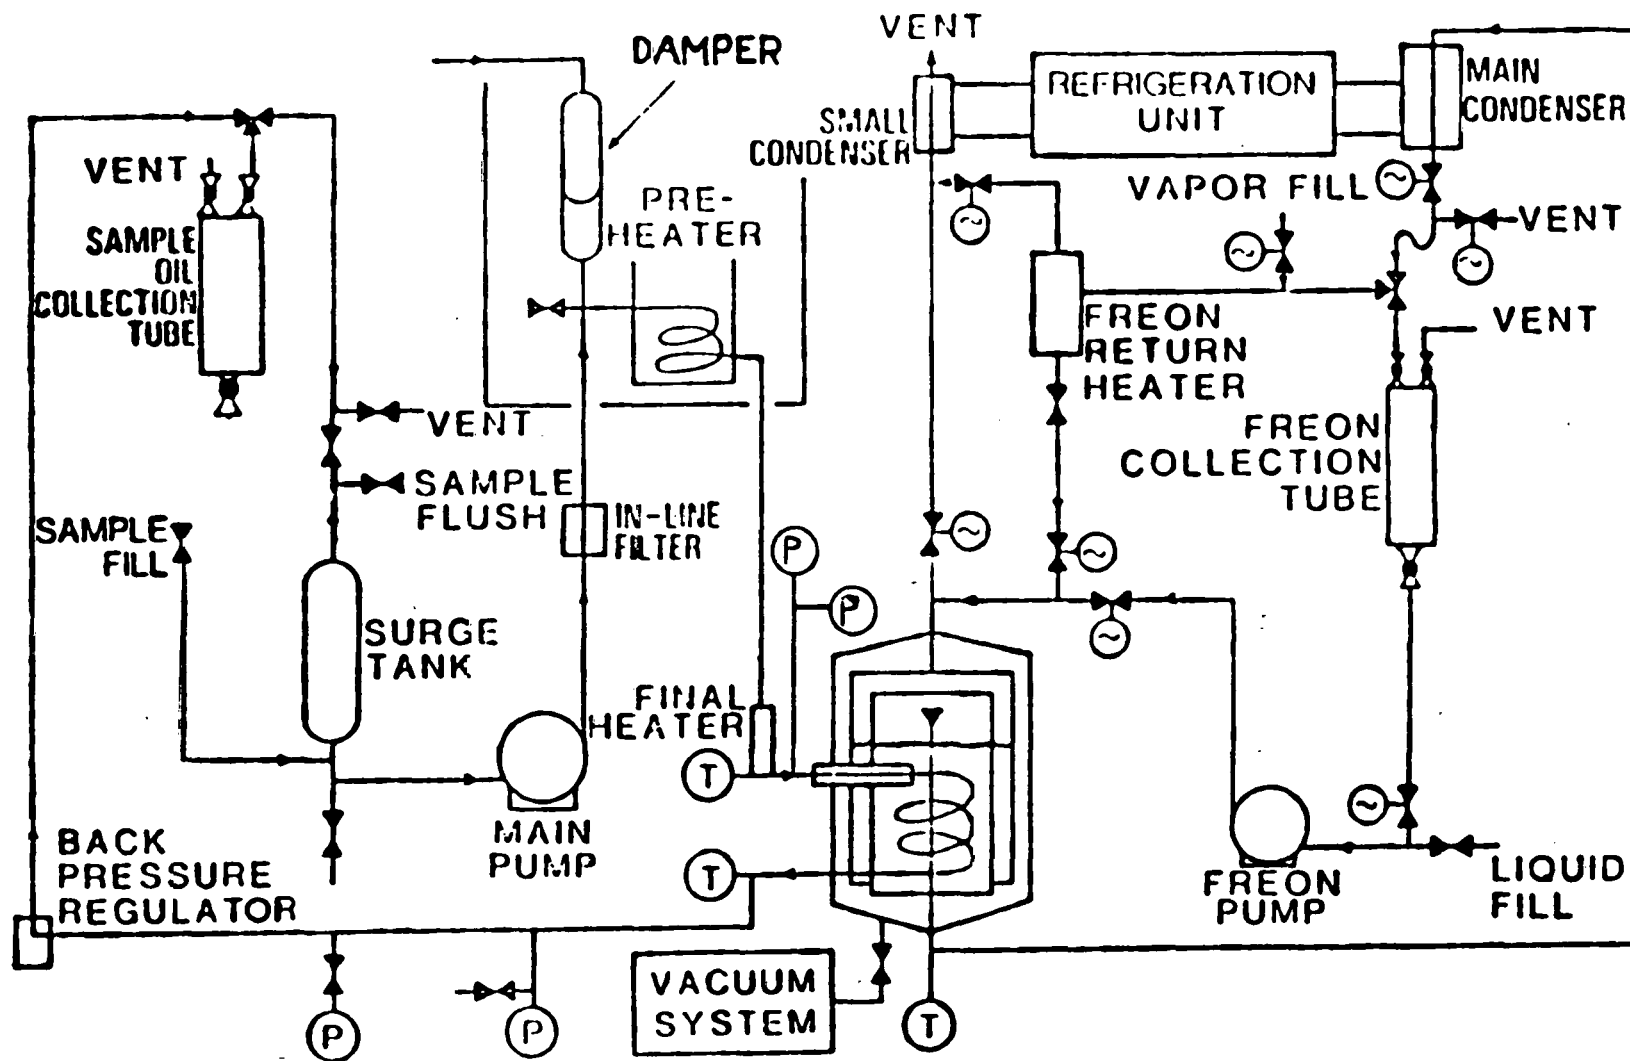 DAMPER
VENT
REFRIGERATION
UNIT
MAIN
CONDENSER
SMALL
CONDENSER
VENT
SAMPLE
OIL
COLLECTION
TUBE
PRE-
HEATER
VAPOR FILL
~
~
~
~
VENT
FREON
RETURN
HEATER
VENT
VENT
SAMPLE
FLUSH
FREON
COLLECTION
TUBE
SAMPLE
FILL
IN-LINE
FILTER
P
P
~
~
~
SURGE
TANK
FINAL
HEATER
T
MAIN
PUMP
~
BACK
PRESSURE
REGULATOR
T
FREON
PUMP
LIQUID
FILL
VACUUM
SYSTEM
P
P
T